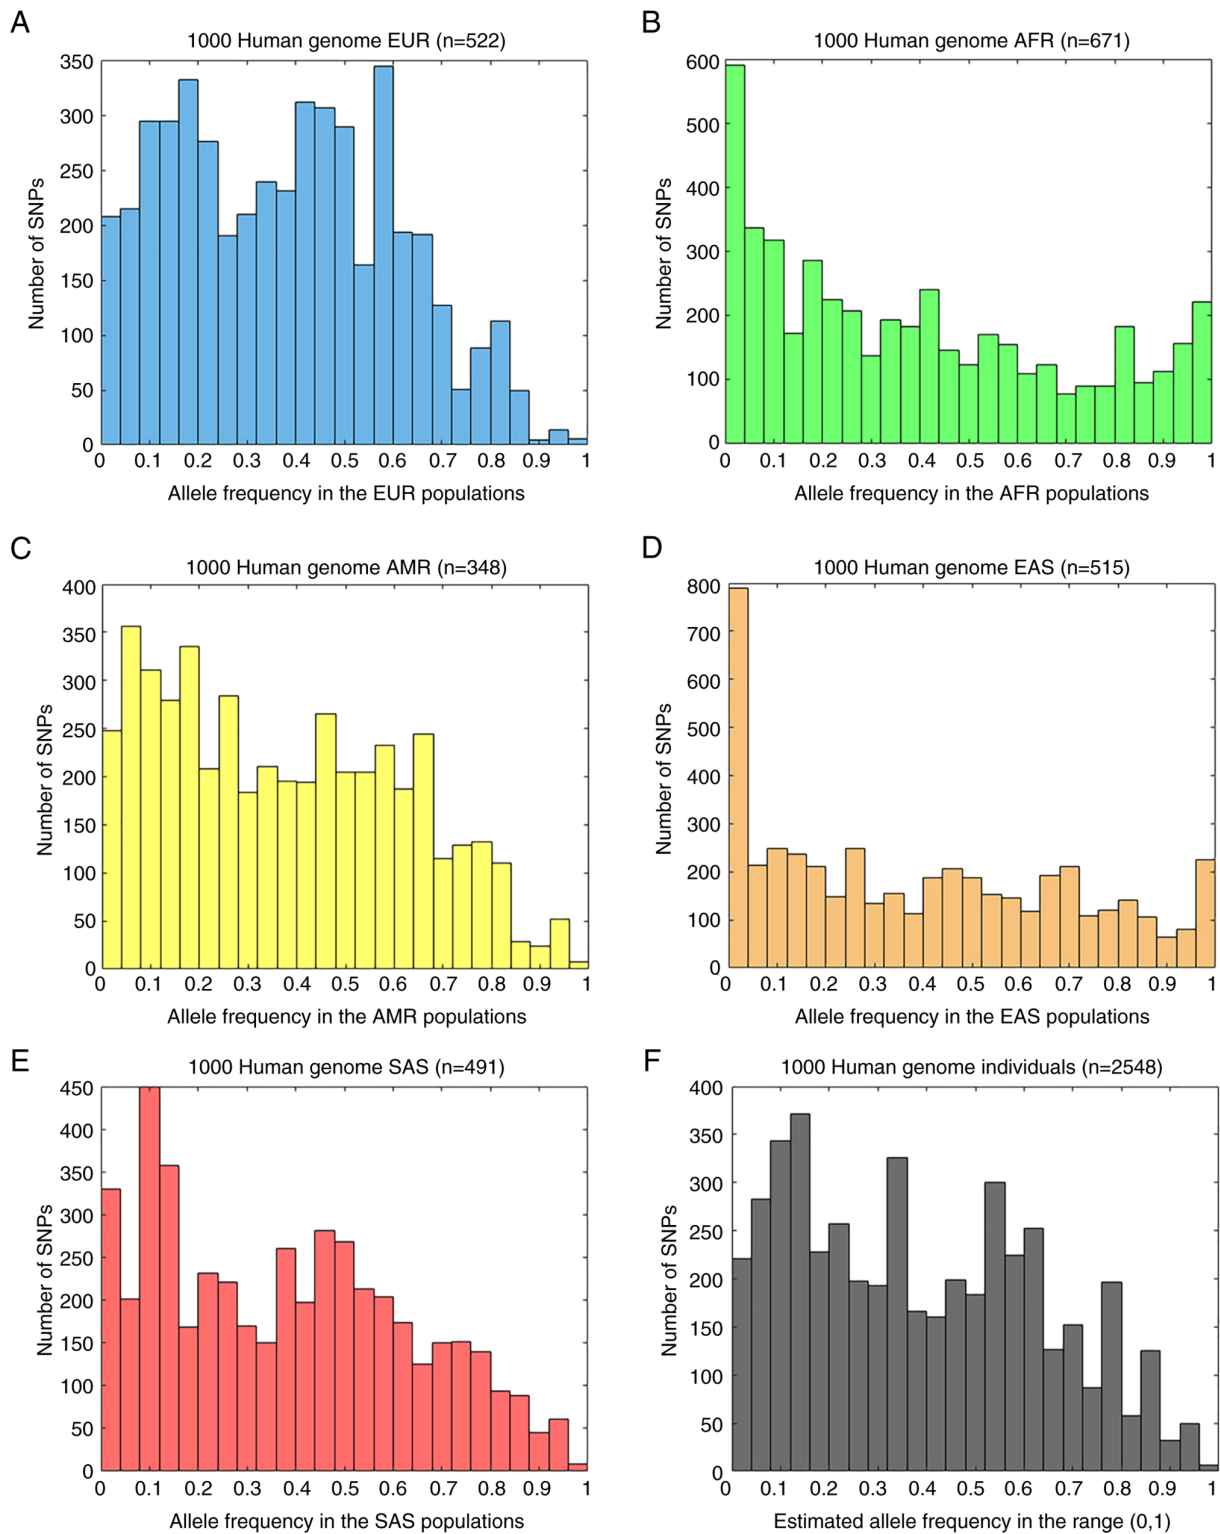 A
1000 Human genome EUR (n=522)
350
300
250
200
150
100
50
0
Number of SNPs
0 0.1 0.2 0.3 0.4 0.5 0.6 0.7 0.8 0.9 1
Allele frequency in the EUR populations
B
1000 Human genome AFR (n=671)
600
500
400
300
200
100
0
Number of SNPs
0 0.1 0.2 0.3 0.4 0.5 0.6 0.7 0.8 0.9 1
Allele frequency in the AFR populations
C
1000 Human genome AMR (n=348)
400
350
300
250
200
150
100
50
0
Number of SNPs
0 0.1 0.2 0.3 0.4 0.5 0.6 0.7 0.8 0.9 1
Allele frequency in the AMR populations
D
1000 Human genome EAS (n=515)
800
700
600
500
400
300
200
100
0
Number of SNPs
0 0.1 0.2 0.3 0.4 0.5 0.6 0.7 0.8 0.9 1
Allele frequency in the EAS populations
E
1000 Human genome SAS (n=491)
450
400
350
300
250
200
150
100
50
0
Number of SNPs
0 0.1 0.2 0.3 0.4 0.5 0.6 0.7 0.8 0.9 1
Allele frequency in the SAS populations
F
1000 Human genome individuals (n=2548)
400
350
300
250
200
150
100
50
0
Number of SNPs
0 0.1 0.2 0.3 0.4 0.5 0.6 0.7 0.8 0.9 1
Estimated allele frequency in the range (0,1)